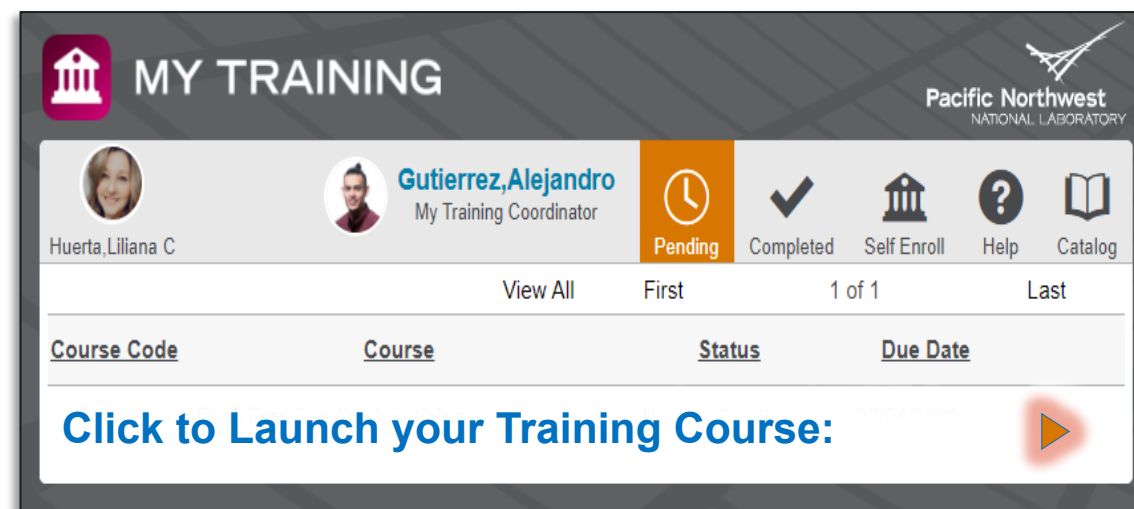 MY TRAINING
Pacific Northwest
NATIONAL LABORATORY
Huerta,Liliana C
Gutierrez,Alejandro
My Training Coordinator
Pending
Completed
Self Enroll
Help
Catalog
View All First 1 of 1 Last
Course Code Course Status Due Date
Click to Launch your Training Course: